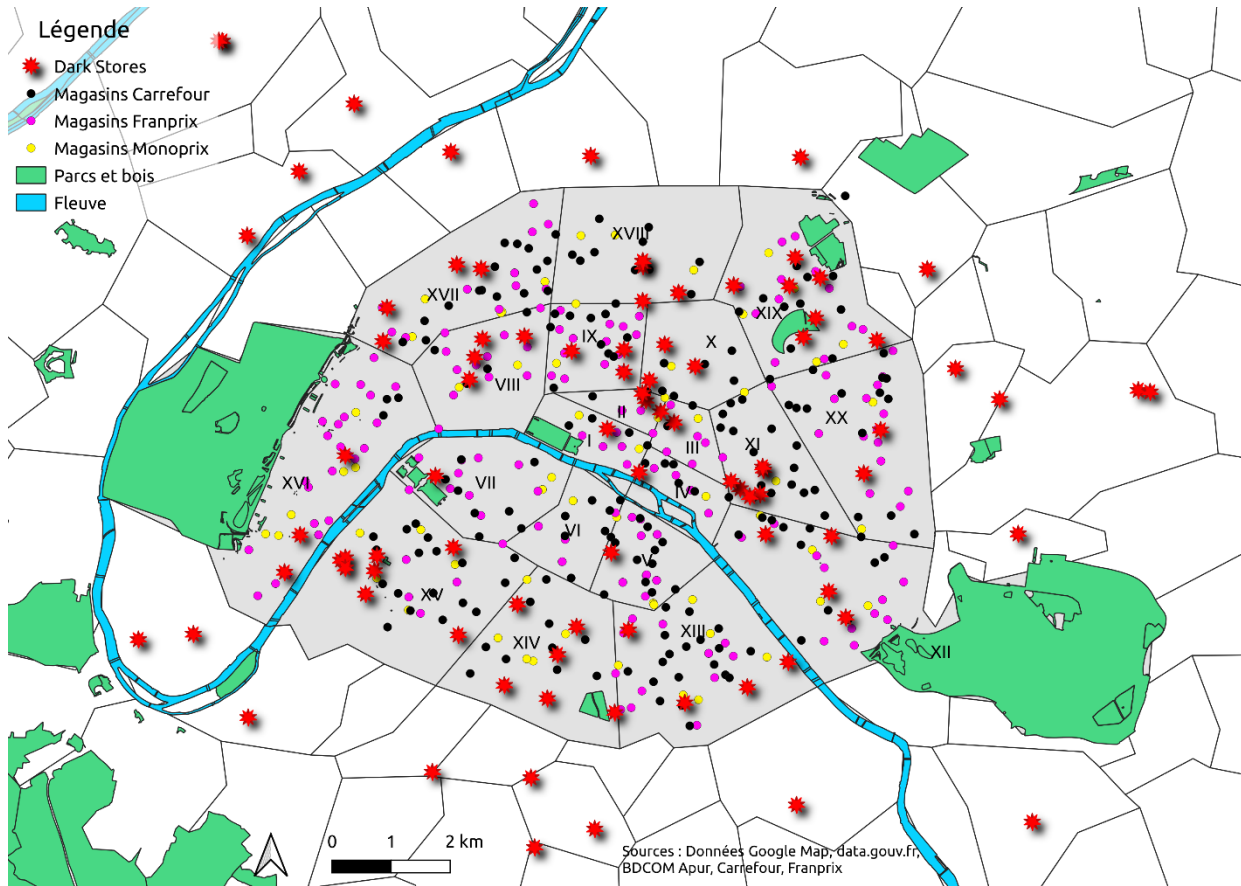 Légende
Dark Stores
Magasins Carrefour
Magasins Franprix
Magasins Monoprix
Parcs et bois
Fleuve
XVIII
XVII
XIX
IX
X
VIII
II
I
III
XX
XI
XVI
VII
IV
VI
V
XV
XIV
XIII
XII
0 1 2 km
Sources : Données Google Map, data.gouv.fr,
BDCOM Apur, Carrefour, Franprix